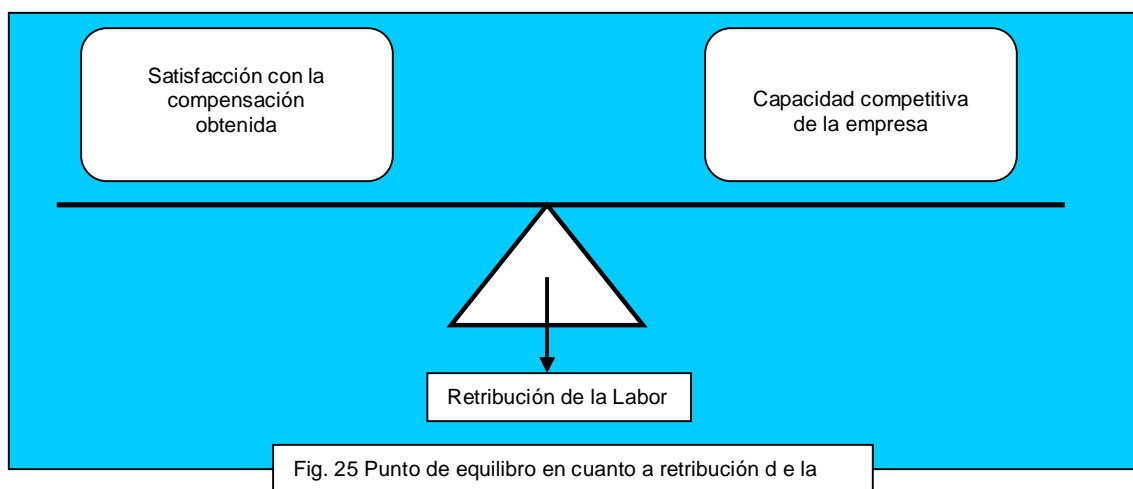 Satisfacción con la
compensación
obtenida
Capacidad competitiva
de la empresa
Retribución de la Labor
Fig. 25 Punto de equilibro en cuanto a retribución d e la